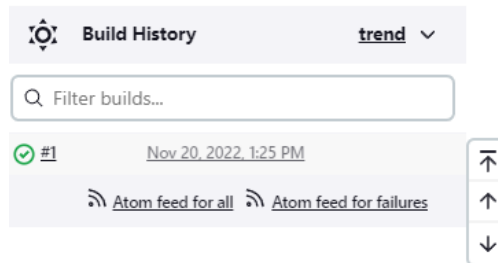 Build History trend
Filter builds...
#1 Nov 20, 2022, 1:25 PM
Atom feed for all Atom feed for failures